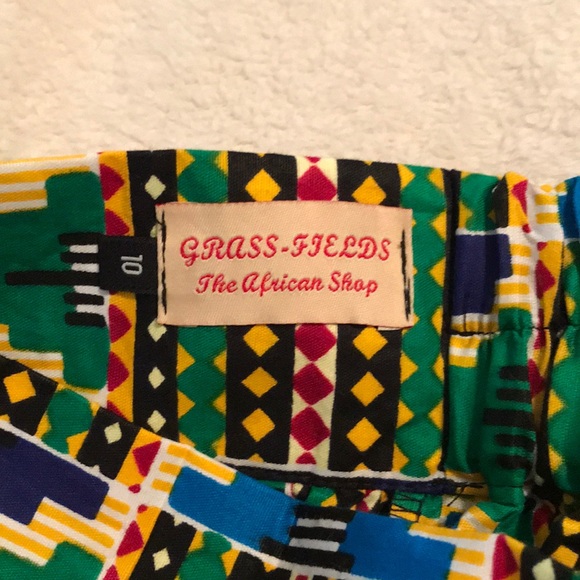 GRASS-FIELDS
The African Shop
10